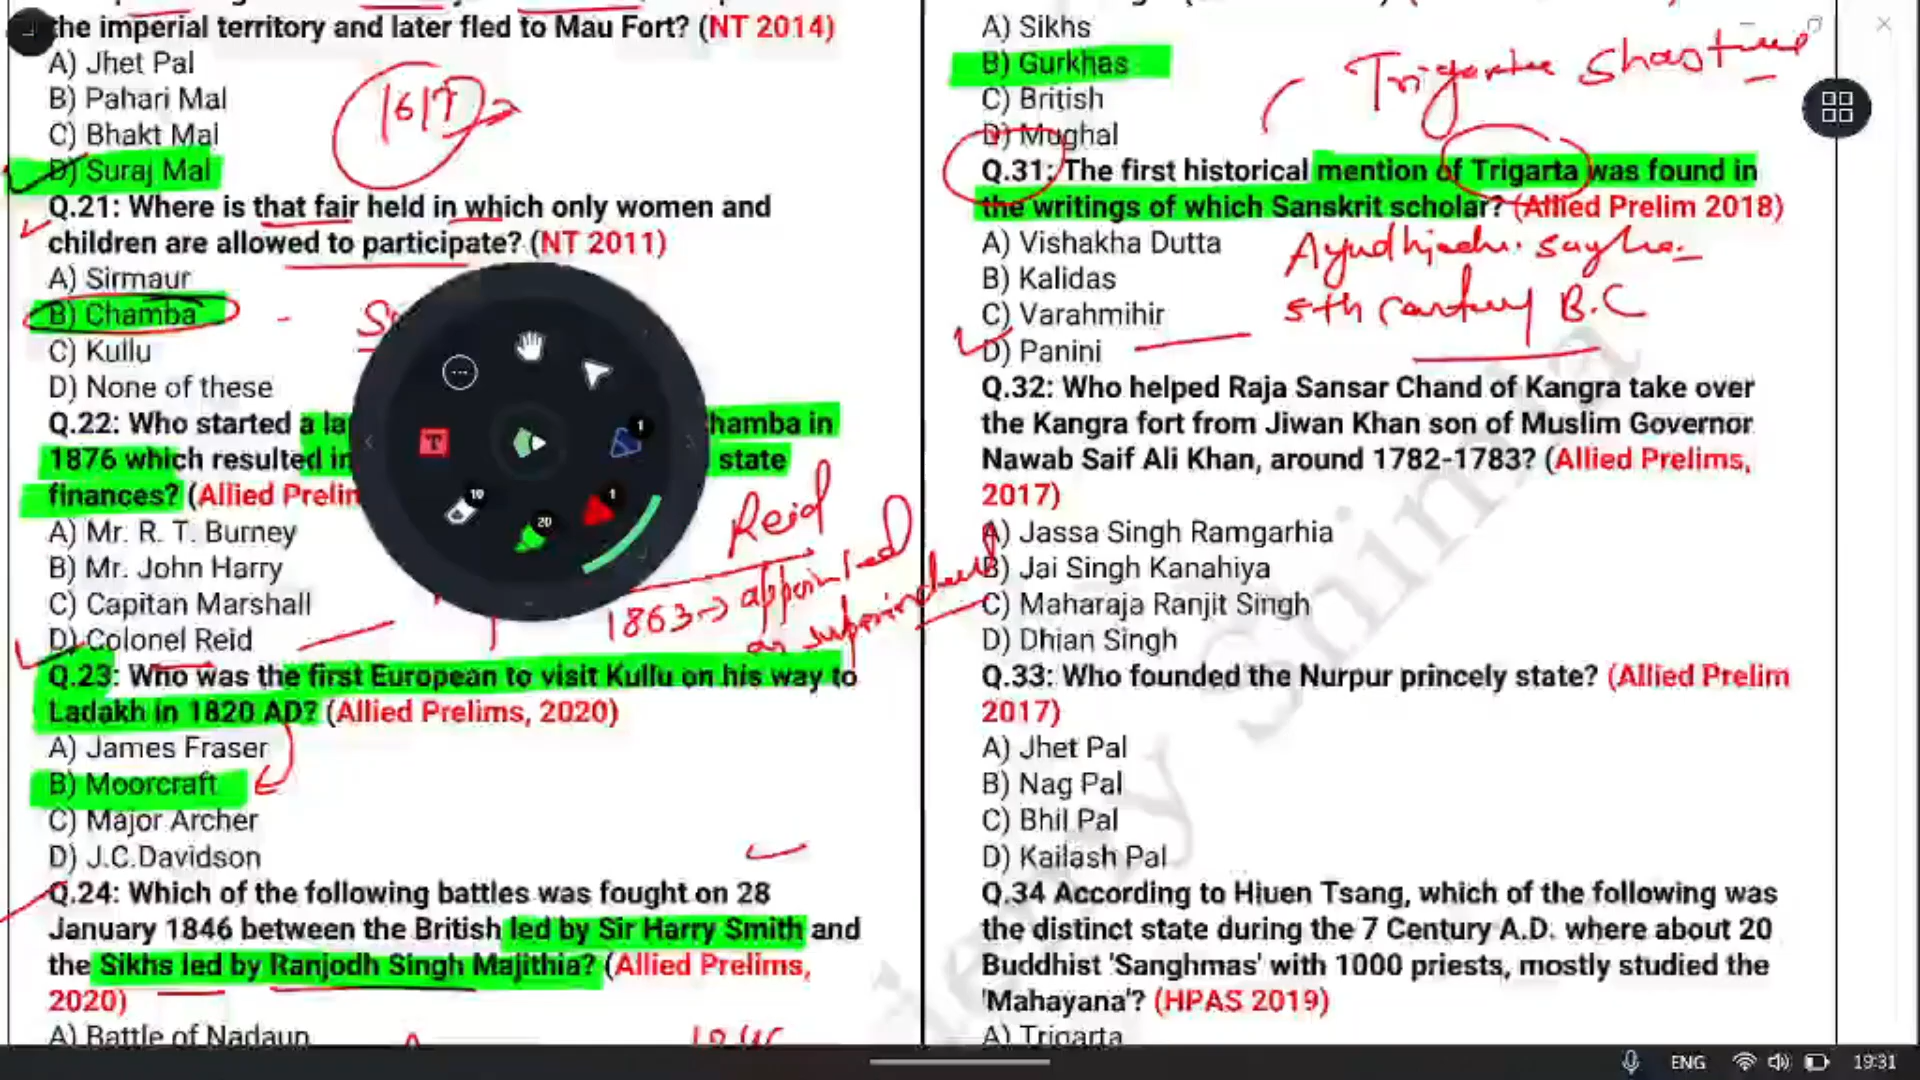 the imperial territory and later fled to Mau Fort? (NT 2014)
A) Jhet Pal
B) Pahari Mal
C) Bhakt Mal
D) Suraj Mal
1617
Q.21: Where is that fair held in which only women and
children are allowed to participate? (NT 2011)
A) Sirmaur
B) Chamba
C) Kullu
D) None of these
Q.22: Who started a
hamba in
1876 which resulted in
state
finances? (Allied
A) Mr. R. T. Burney
B) Mr. John Harry
C) Capitan Marshall
D) Colonel Reid
Reid
1863 → appointed
as
Q.23: Who was the first European to visit Kullu on his way to
Ladakh in 1820 AD? (Allied Prelims, 2020)
A) James Fraser
B) Moorcraft
C) Major Archer
D) J.C.Davidson
Q.24: Which of the following battles was fought on 28
January 1846 between the British led by Sir Harry Smith and
the Sikhs led by Ranjodh Singh Majithia? (Allied Prelims,
2020)
A) Battle of Nadaun
T
1
10
20
1
A) Sikhs
B) Gurkhas
C) British
D) Mughal
Trigarta
Q.31: The first historical mention of Trigarta was found in
the writings of which Sanskrit scholar? (Allied Prelim 2018)
A) Vishakha Dutta
B) Kalidas
C) Varahmihir
D) Panini
5th century B.C
Q.32: Who helped Raja Sansar Chand of Kangra take over
the Kangra fort from Jiwan Khan son of Muslim Governor
Nawab Saif Ali Khan, around 1782-1783? (Allied Prelims,
2017)
A) Jassa Singh Ramgarhia
B) Jai Singh Kanahiya
C) Maharaja Ranjit Singh
D) Dhian Singh
Q.33: Who founded the Nurpur princely state? (Allied Prelim
2017)
A) Jhet Pal
B) Nag Pal
C) Bhil Pal
D) Kailash Pal
Q.34 According to Hiuen Tsang, which of the following was
the distinct state during the 7 Century A.D. where about 20
Buddhist 'Sanghmas' with 1000 priests, mostly studied the
'Mahayana'? (HPAS 2019)
A) Trigarta
Shimla
ENG
19:31